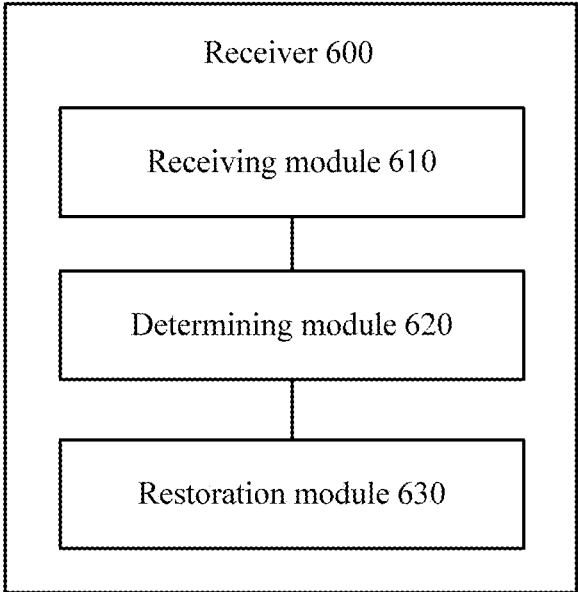 Receiver 600
Receiving module 610
Determining module 620
Restoration module 630